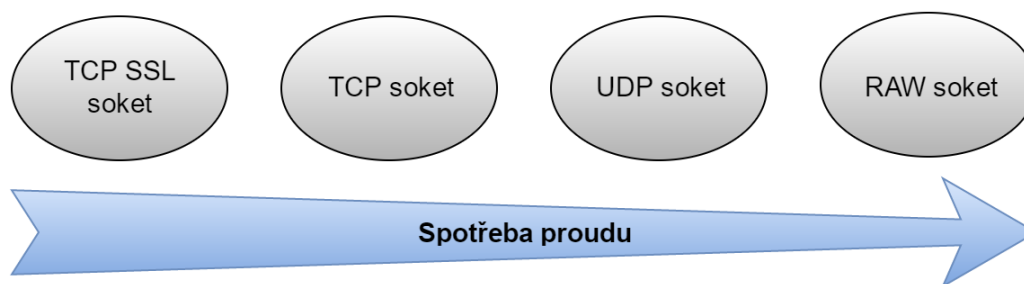 TCP SSL
soket
TCP soket
UDP soket
RAW soket
Spotřeba proudu